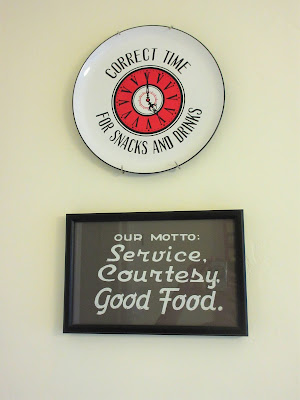 CORRECT TIME
FOR SNACKS AND DRINKS
OUR MOTTO:
Service,
Courtesy,
Good Food.